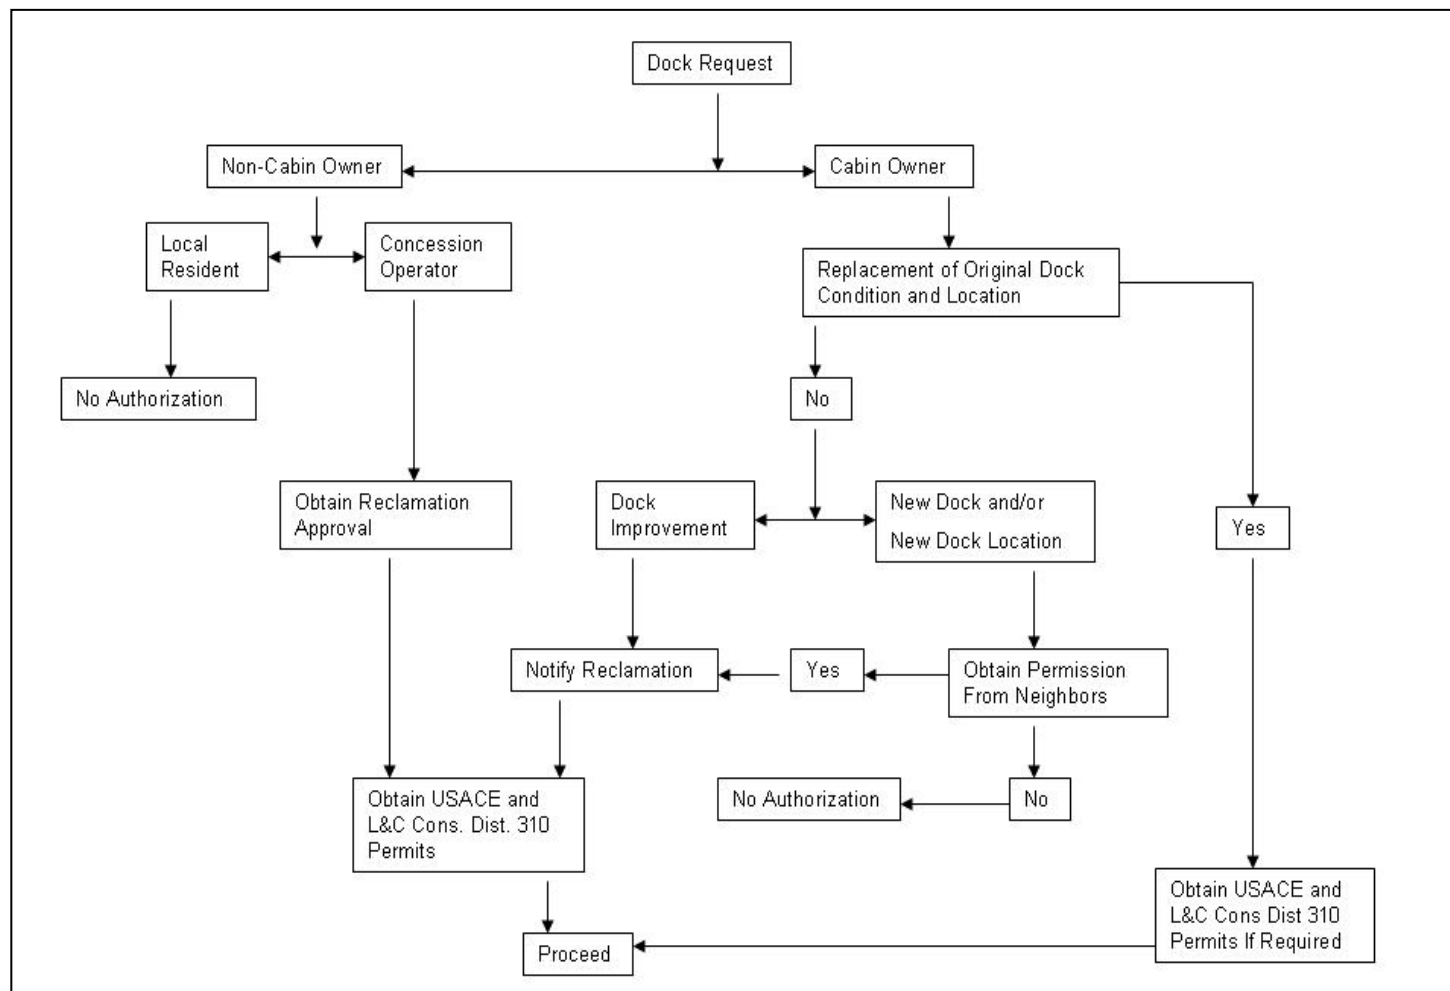 Dock Request
Non-Cabin Owner
Cabin Owner
Local
Resident
Concession
Operator
Replacement of Original Dock
Condition and Location
No Authorization
No
Obtain Reclamation
Approval
Dock
Improvement
New Dock and/or
New Dock Location
Yes
Notify Reclamation
Yes
Obtain Permission
From Neighbors
Obtain USACE and
L&C Cons. Dist. 310
Permits
No Authorization
No
Obtain USACE and
L&C Cons Dist 310
Permits If Required
Proceed